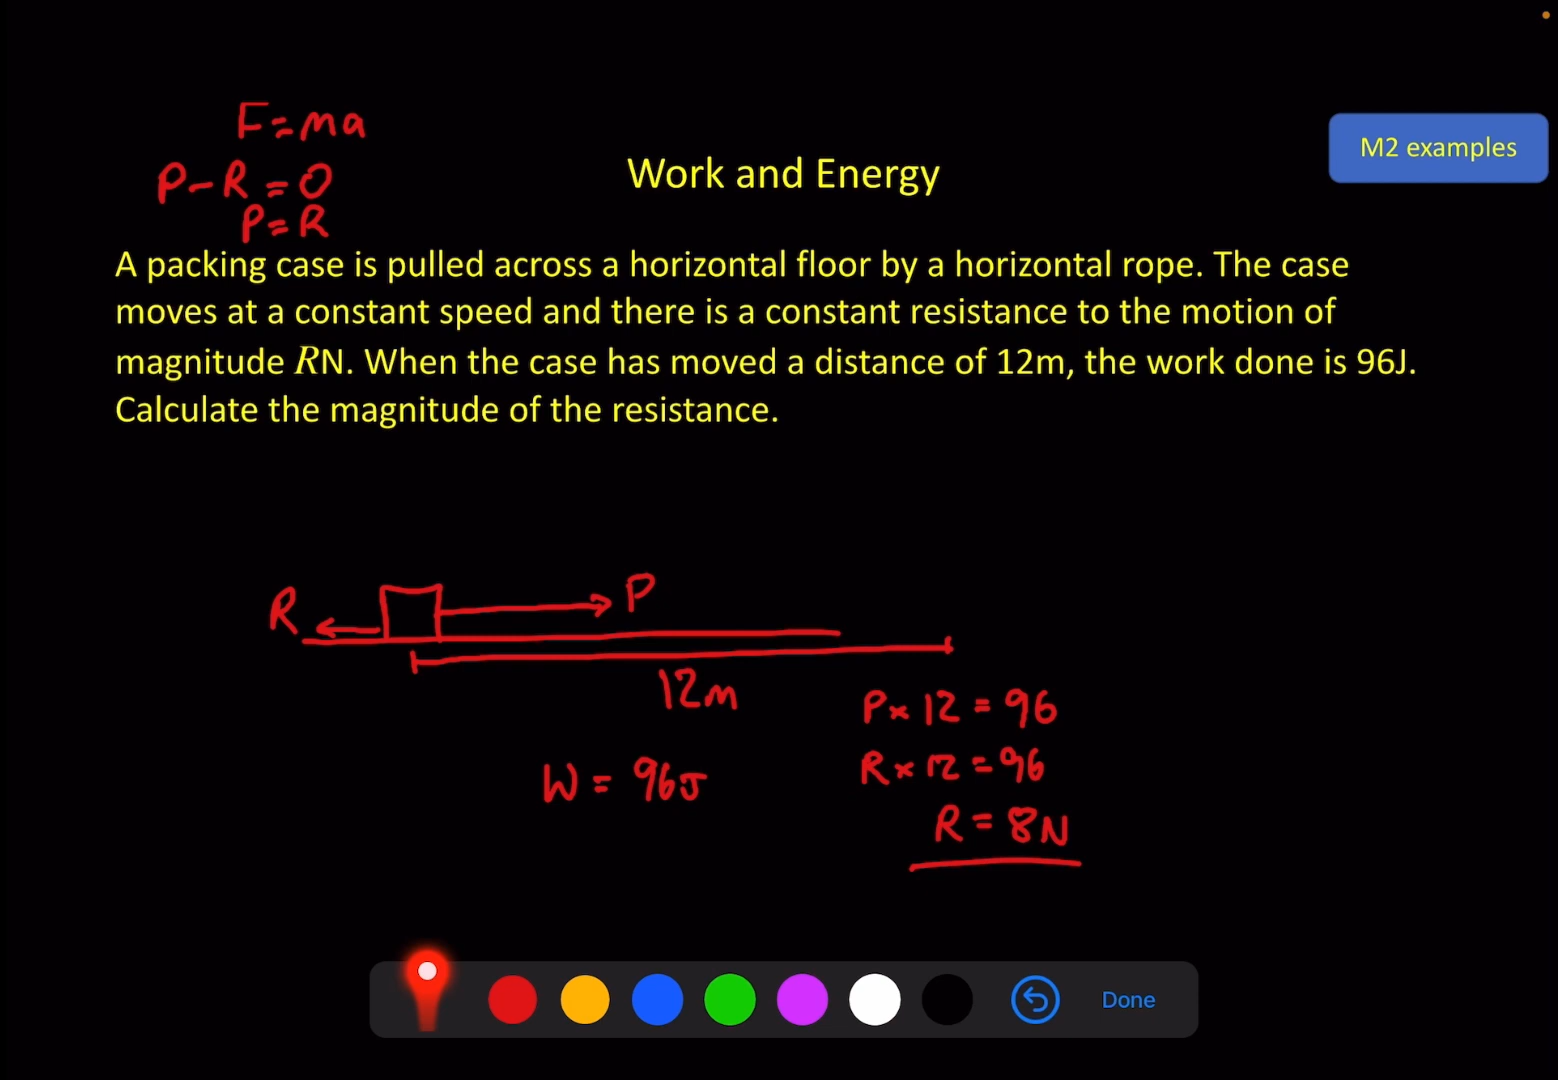 F=ma
P-R=0
P=R
Work and Energy
M2 examples
A packing case is pulled across a horizontal floor by a horizontal rope. The case
moves at a constant speed and there is a constant resistance to the motion of
magnitude RN. When the case has moved a distance of 12m, the work done is 96J.
Calculate the magnitude of the resistance.
R
P
12m
W = 96J
P× 12 = 96
R× 12 = 96
R = 8N
Done